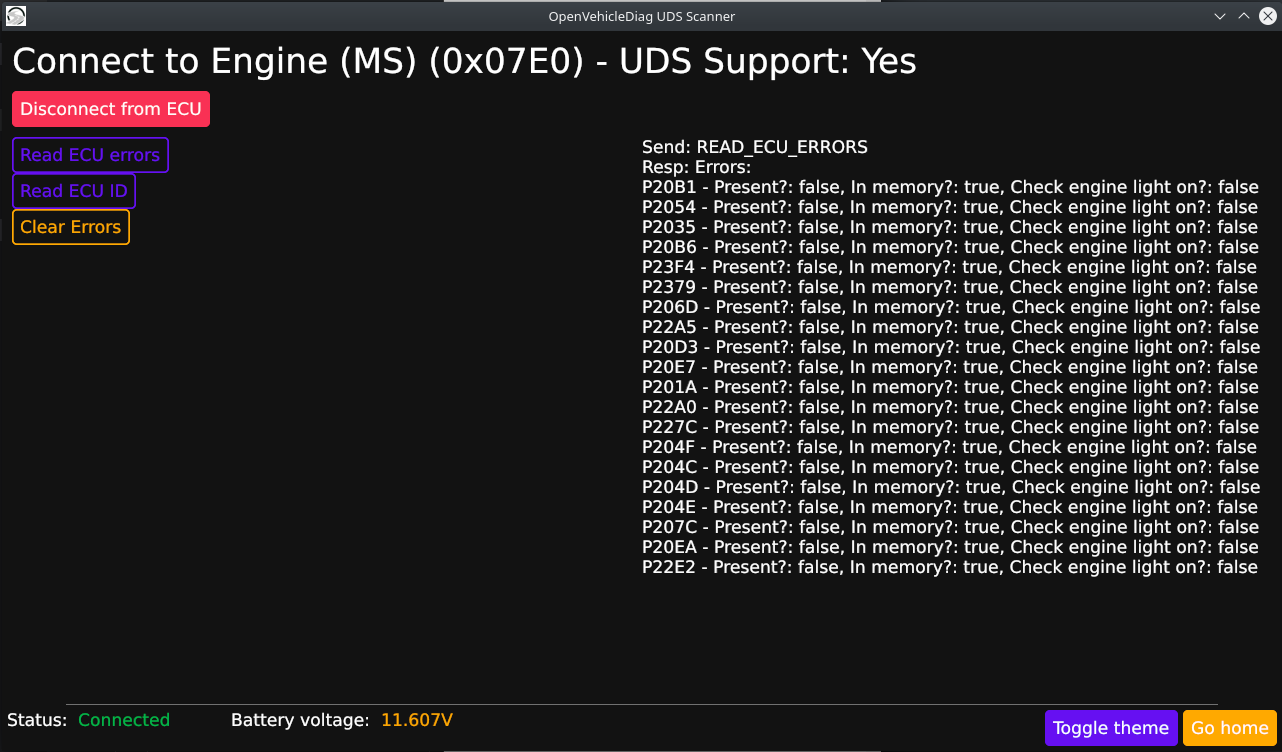 OpenVehicleDiag UDS Scanner
Connect to Engine (MS) (0x07E0) - UDS Support: Yes
Disconnect from ECU
Read ECU errors
Read ECU ID
Clear Errors
Send: READ_ECU_ERRORS
Resp: Errors:
P20B1 - Present?: false, In memory?: true, Check engine light on?: false
P2054 - Present?: false, In memory?: true, Check engine light on?: false
P2035 - Present?: false, In memory?: true, Check engine light on?: false
P20B6 - Present?: false, In memory?: true, Check engine light on?: false
P23F4 - Present?: false, In memory?: true, Check engine light on?: false
P2379 - Present?: false, In memory?: true, Check engine light on?: false
P206D - Present?: false, In memory?: true, Check engine light on?: false
P22A5 - Present?: false, In memory?: true, Check engine light on?: false
P20D3 - Present?: false, In memory?: true, Check engine light on?: false
P20E7 - Present?: false, In memory?: true, Check engine light on?: false
P201A - Present?: false, In memory?: true, Check engine light on?: false
P22A0 - Present?: false, In memory?: true, Check engine light on?: false
P227C - Present?: false, In memory?: true, Check engine light on?: false
P204F - Present?: false, In memory?: true, Check engine light on?: false
P204C - Present?: false, In memory?: true, Check engine light on?: false
P204D - Present?: false, In memory?: true, Check engine light on?: false
P204E - Present?: false, In memory?: true, Check engine light on?: false
P207C - Present?: false, In memory?: true, Check engine light on?: false
P20EA - Present?: false, In memory?: true, Check engine light on?: false
P22E2 - Present?: false, In memory?: true, Check engine light on?: false
Status: Connected Battery voltage: 11.607V
Toggle theme Go home